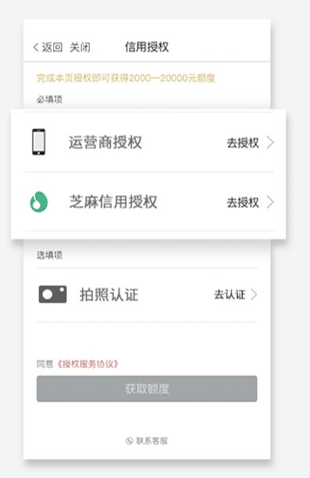 返回 关闭 信用授权
完成本页授权即可获得2000—20000元额度
必填项
运营商授权 去授权
芝麻信用授权 去授权
选填项
拍照认证 去认证
同意《授权服务协议》
获取额度
联系客服